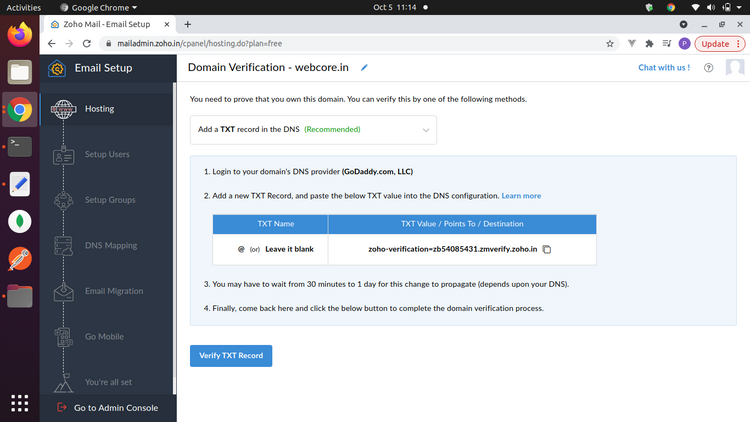 Activities
Google Chrome
Oct 5 11:14
Zoho Mail - Email Setup
mailadmin.zoho.in/cpanel/hosting.do?plan=free
P
Update
Email Setup
Domain Verification - webcore.in
Chat with us !
?
Hosting
Setup Users
Setup Groups
DNS Mapping
Email Migration
Go Mobile
You're all set
Go to Admin Console
You need to prove that you own this domain. You can verify this by one of the following methods.
Add a TXT record in the DNS (Recommended)
1. Login to your domain's DNS provider (GoDaddy.com, LLC)
2. Add a new TXT Record, and paste the below TXT value into the DNS configuration. Learn more
TXT Name TXT Value / Points To / Destination
@ (or) Leave it blank zoho-verification=zb54085431.zmverify.zoho.in
3. You may have to wait from 30 minutes to 1 day for this change to propagate (depends upon your DNS).
4. Finally, come back here and click the below button to complete the domain verification process.
Verify TXT Record